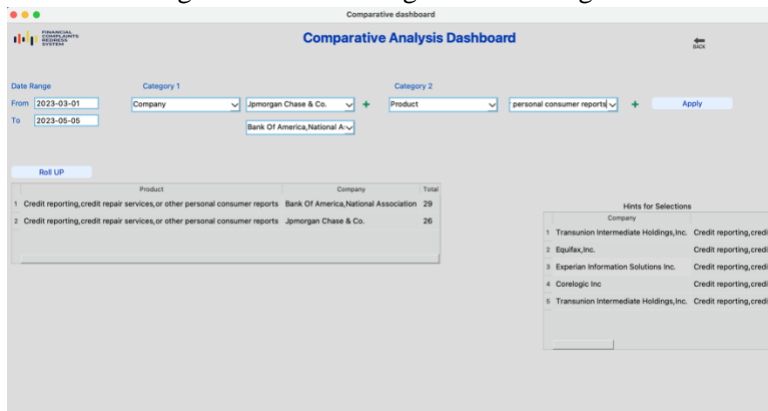 Comparative dashboard
FINANCIAL
COMPLAINTS
REDRESS
SYSTEM
Comparative Analysis Dashboard
BACK
Date Range
Category 1
Category 2
From 2023-03-01
Company
Jpmorgan Chase & Co.
+
Product
personal consumer reports
+
Apply
To 2023-05-05
Bank Of America,National A
Roll UP
Product Company Total
1 Credit reporting,credit repair services,or other personal consumer reports Bank Of America,National Association 29
2 Credit reporting,credit repair services,or other personal consumer reports Jpmorgan Chase & Co. 26
Hints for Selections
Company
1 Transunion Intermediate Holdings,Inc. Credit reporting,credi
2 Equifax,Inc. Credit reporting,credi
3 Experian Information Solutions Inc. Credit reporting,credi
4 Corelogic Inc Credit reporting,credi
5 Transunion Intermediate Holdings,Inc. Credit reporting,credi